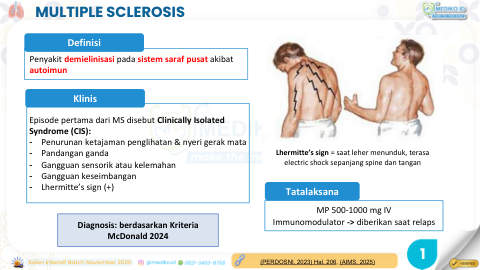 MULTIPLE SCLEROSIS
Definisi
Penyakit demielinisasi pada sistem saraf pusat akibat
autoimun
Klinis
Episode pertama dari MS disebut Clinically Isolated
Syndrome (CIS):
- Penurunan ketajaman penglihatan & nyeri gerak mata
- Pandangan ganda
- Gangguan sensorik atau kelemahan
- Gangguan keseimbangan
- Lhermitte's sign (+)
Diagnosis: berdasarkan Kriteria
McDonald 2024
Lhermitte's sign = saat leher menunduk, terasa
electric shock sepanjang spine dan tangan
Tatalaksana
MP 500-1000 mg IV
Immunomodulator -> diberikan saat relaps
(PERDOSNI, 2023) Hal. 206, (AIMS, 2025)
1